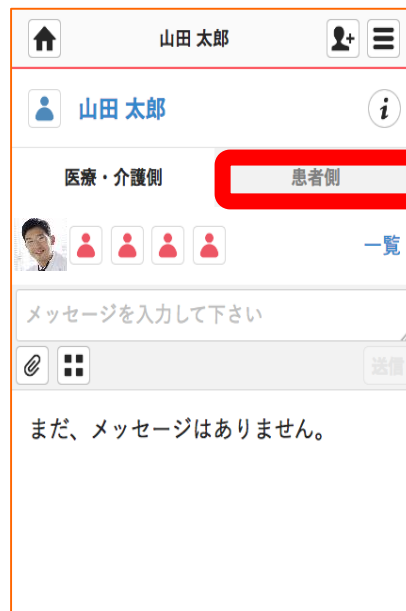 山田 太郎
山田 太郎
医療・介護側
患者側
一覧
メッセージを入力して下さい
送信
まだ、メッセージはありません。